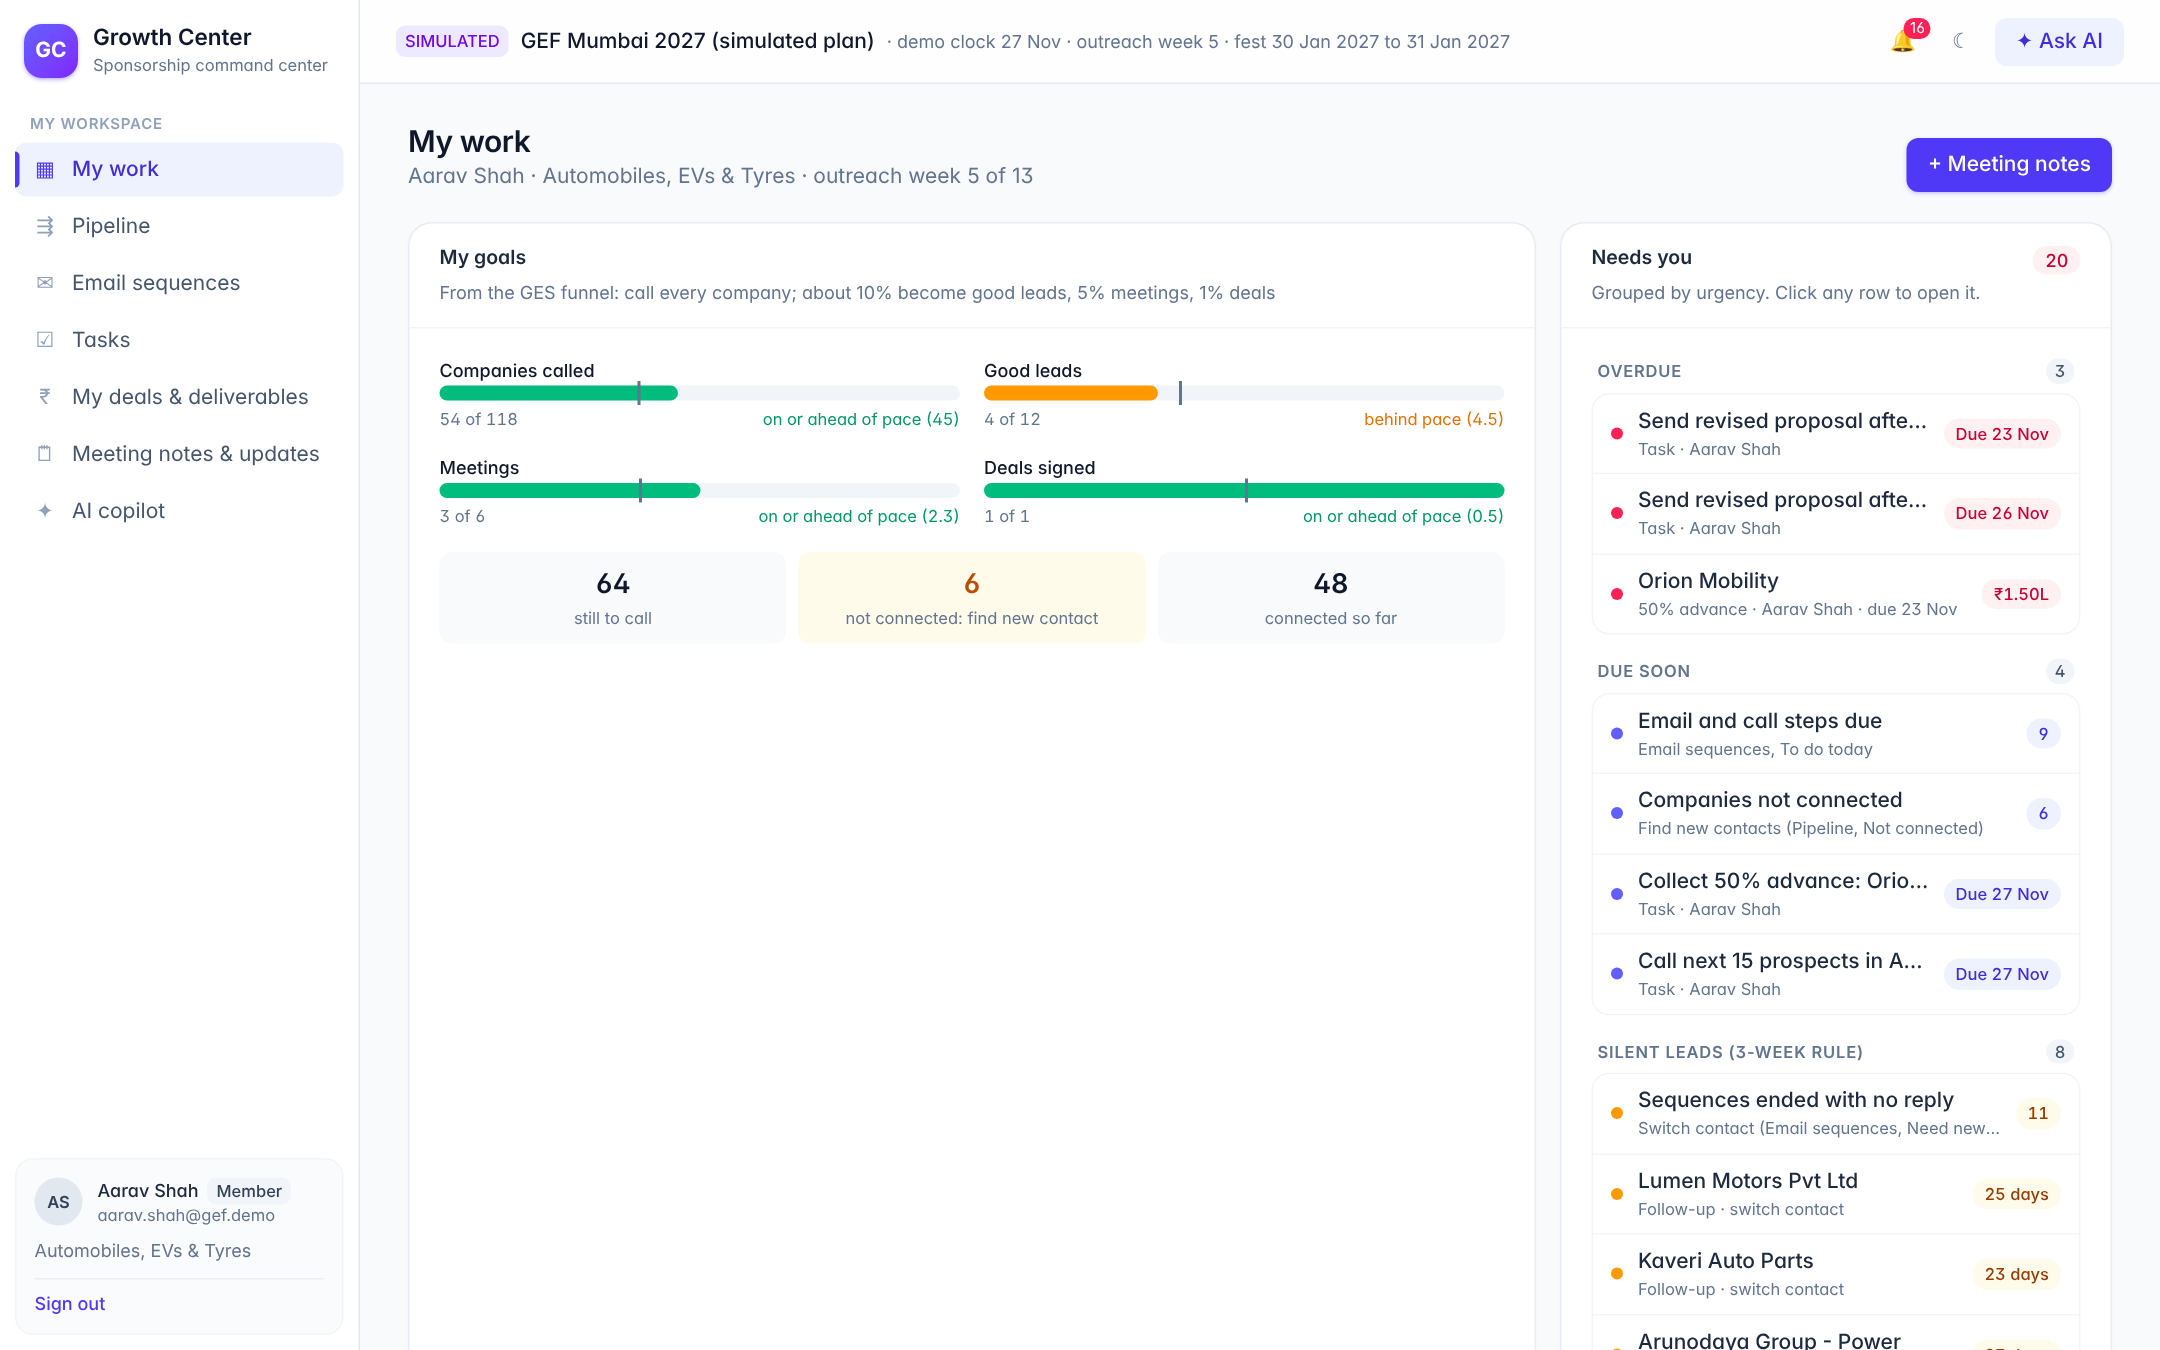 GC
Growth Center
Sponsorship command center
MY WORKSPACE
My work
Pipeline
Email sequences
Tasks
₹ My deals & deliverables
Meeting notes & updates
AI copilot
AS
Aarav Shah Member
aarav.shah@gef.demo
Automobiles, EVs & Tyres
Sign out
SIMULATED GEF Mumbai 2027 (simulated plan) · demo clock 27 Nov · outreach week 5 · fest 30 Jan 2027 to 31 Jan 2027
16
Ask AI
My work
Aarav Shah · Automobiles, EVs & Tyres · outreach week 5 of 13
+ Meeting notes
My goals
From the GES funnel: call every company; about 10% become good leads, 5% meetings, 1% deals
Companies called
54 of 118 on or ahead of pace (45)
Good leads
4 of 12 behind pace (4.5)
Meetings
3 of 6 on or ahead of pace (2.3)
Deals signed
1 of 1 on or ahead of pace (0.5)
64
still to call
6
not connected: find new contact
48
connected so far
Needs you 20
Grouped by urgency. Click any row to open it.
OVERDUE 3
Send revised proposal afte... Due 23 Nov
Task · Aarav Shah
Send revised proposal afte... Due 26 Nov
Task · Aarav Shah
Orion Mobility ₹1.50L
50% advance · Aarav Shah · due 23 Nov
DUE SOON 4
Email and call steps due 9
Email sequences, To do today
Companies not connected 6
Find new contacts (Pipeline, Not connected)
Collect 50% advance: Orio... Due 27 Nov
Task · Aarav Shah
Call next 15 prospects in A... Due 27 Nov
Task · Aarav Shah
SILENT LEADS (3-WEEK RULE) 8
Sequences ended with no reply 11
Switch contact (Email sequences, Need new...
Lumen Motors Pvt Ltd 25 days
Follow-up · switch contact
Kaveri Auto Parts 23 days
Follow-up · switch contact
Arunodaya Group - Power